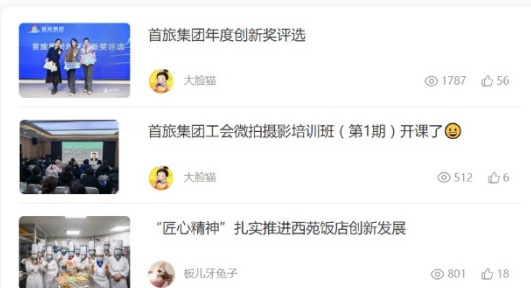 首旅集团年度创新奖评选
大脸猫
1787
56
首旅集团工会微拍摄影培训班（第1期）开课了😀
大脸猫
512
6
“匠心精神”扎实推进西苑饭店创新发展
板儿牙兔子
801
18